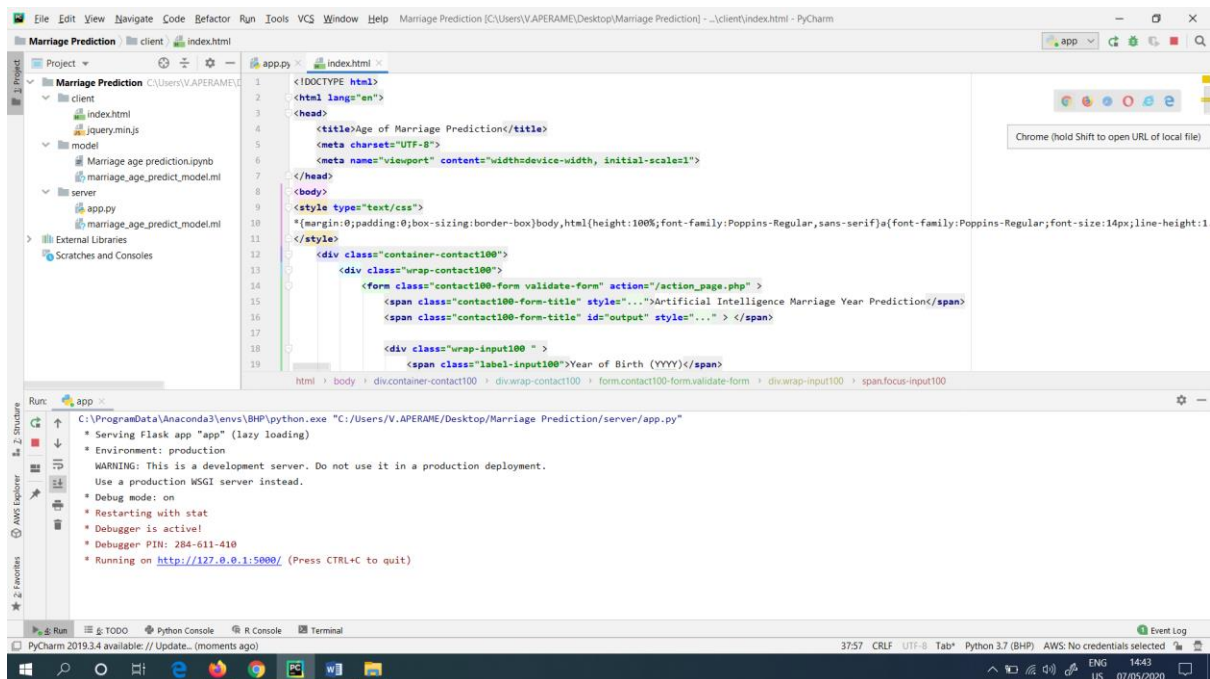 File Edit View Navigate Code Refactor Run Tools VCS Window Help Marriage Prediction [C:\Users\V.APERAME\Desktop\Marriage Prediction] - ...\client\index.html - PyCharm
Marriage Prediction client index.html app
Project app.py index.html
1: Project
Marriage Prediction C:\Users\V.APERAME\D
client
index.html
jquery.min.js
model
Marriage age prediction.ipynb
marriage_age_predict_model.ml
server
app.py
marriage_age_predict_model.ml
External Libraries
Scratches and Consoles
1 <!DOCTYPE html>
2 <html lang="en">
3 <head>
4 <title>Age of Marriage Prediction</title>
5 <meta charset="UTF-8">
6 <meta name="viewport" content="width=device-width, initial-scale=1">
7 </head>
8 <body>
9 <style type="text/css">
10 *{margin:0;padding:0;box-sizing:border-box}body,html{height:100%;font-family:Poppins-Regular,sans-serif}a{font-family:Poppins-Regular;font-size:14px;line-height:1
11 </style>
12 <div class="container-contact100">
13 <div class="wrap-contact100">
14 <form class="contact100-form validate-form" action="/action_page.php" >
15 <span class="contact100-form-title" style="...">Artificial Intelligence Marriage Year Prediction</span>
16 <span class="contact100-form-title" id="output" style="..." > </span>
17
18 <div class="wrap-input100 " >
19 <span class="label-input100">Year of Birth (YYYY)</span>
Chrome (hold Shift to open URL of local file)
html body div.container-contact100 div.wrap-contact100 form.contact100-form.validate-form div.wrap-input100 span.focus-input100
Run: app
C:\ProgramData\Anaconda3\envs\BHP\python.exe "C:/Users/V.APERAME/Desktop/Marriage Prediction/server/app.py"
* Serving Flask app "app" (lazy loading)
* Environment: production
WARNING: This is a development server. Do not use it in a production deployment.
Use a production WSGI server instead.
* Debug mode: on
* Restarting with stat
* Debugger is active!
* Debugger PIN: 284-611-410
* Running on http://127.0.0.1:5000/ (Press CTRL+C to quit)
Z: Structure
AWS Explorer
2: Favorites
4: Run 6: TODO Python Console R Console Terminal 1 Event Log
PyCharm 2019.3.4 available: // Update... (moments ago) 37:57 CRLF UTF-8 Tab* Python 3.7 (BHP) AWS: No credentials selected
ENG 14:43
US 07/05/2020